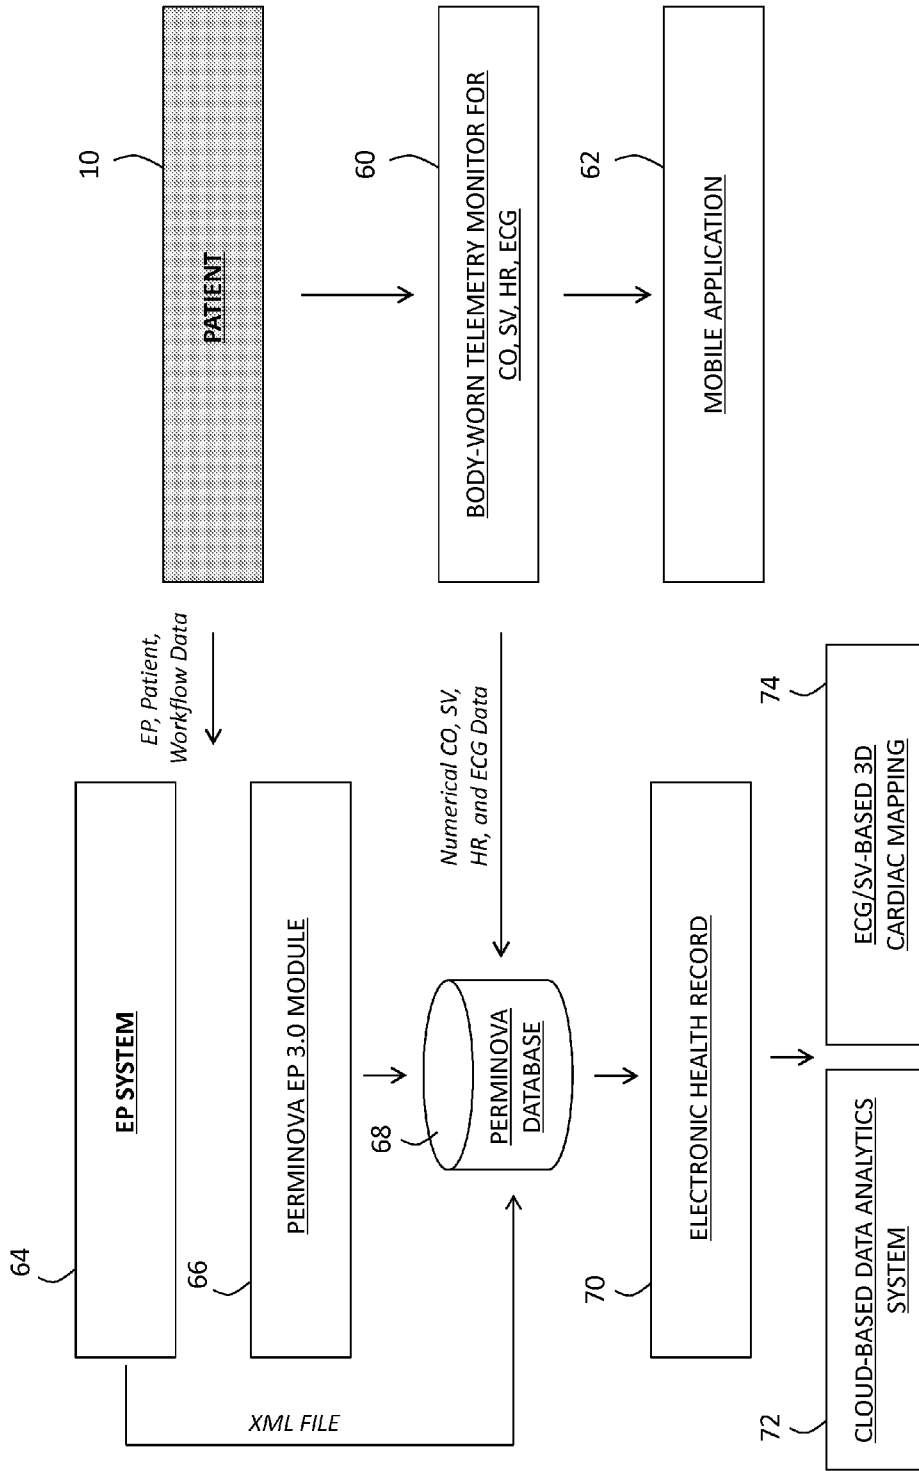 64
EP SYSTEM
EP, Patient,
Workflow Data
10
PATIENT
66
PERMINOVA EP 3.0 MODULE
XML FILE
68
PERMINOVA
DATABASE
Numerical CO, SV,
HR, and ECG Data
60
BODY-WORN TELEMETRY MONITOR FOR
CO, SV, HR, ECG
62
MOBILE APPLICATION
70
ELECTRONIC HEALTH RECORD
72
CLOUD-BASED DATA ANALYTICS
SYSTEM
74
ECG/SV-BASED 3D
CARDIAC MAPPING